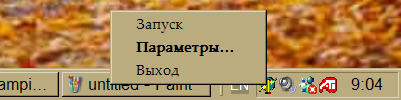 Запуск
Параметры...
Выход
ampi...
untitled - Paint
EN
9:04